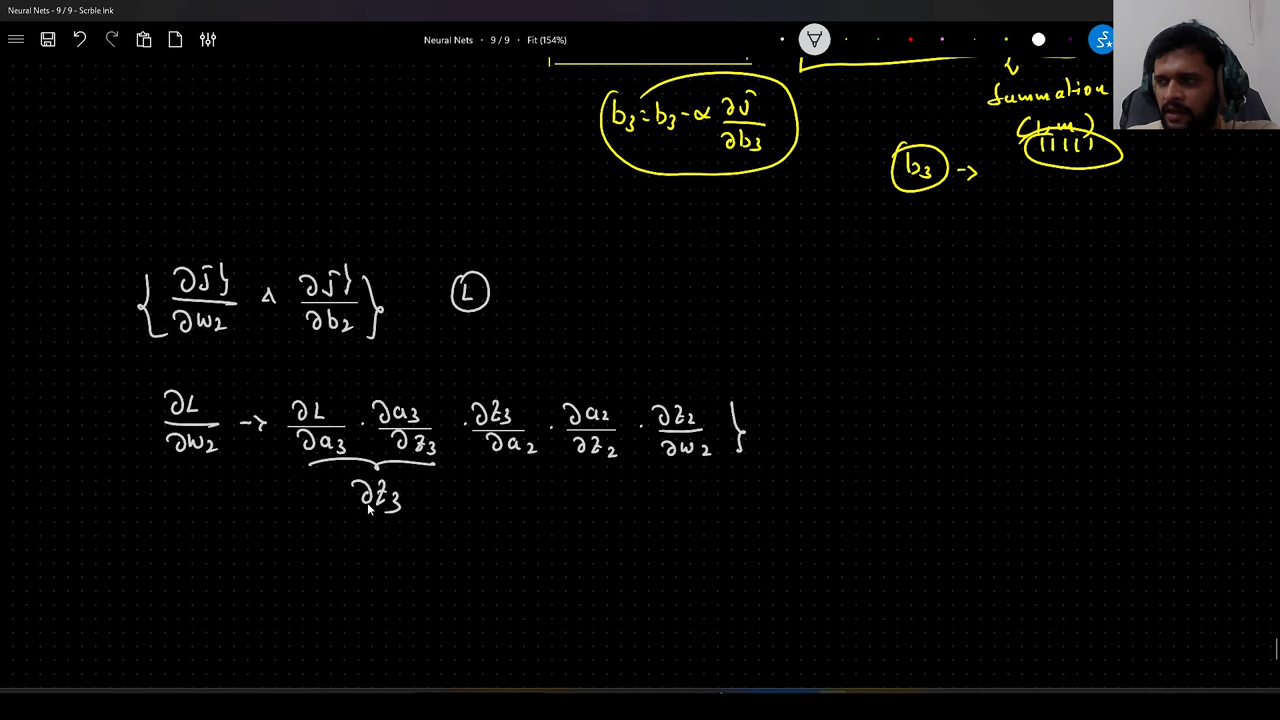 Neural Nets - 9 / 9 - Scrble Ink
Neural Nets • 9 / 9 • Fit (154%)
b₃ = b₃ - α ∂J/∂b₃
Summation
(1, m)
b₃ →
{ ∂J}/∂w₂ ∧ ∂J}/∂b₂ } L
∂L/∂w₂ → ∂L/∂a₃ · ∂a₃/∂z₃ · ∂z₃/∂a₂ · ∂a₂/∂z₂ · ∂z₂/∂w₂ }
∂z₃